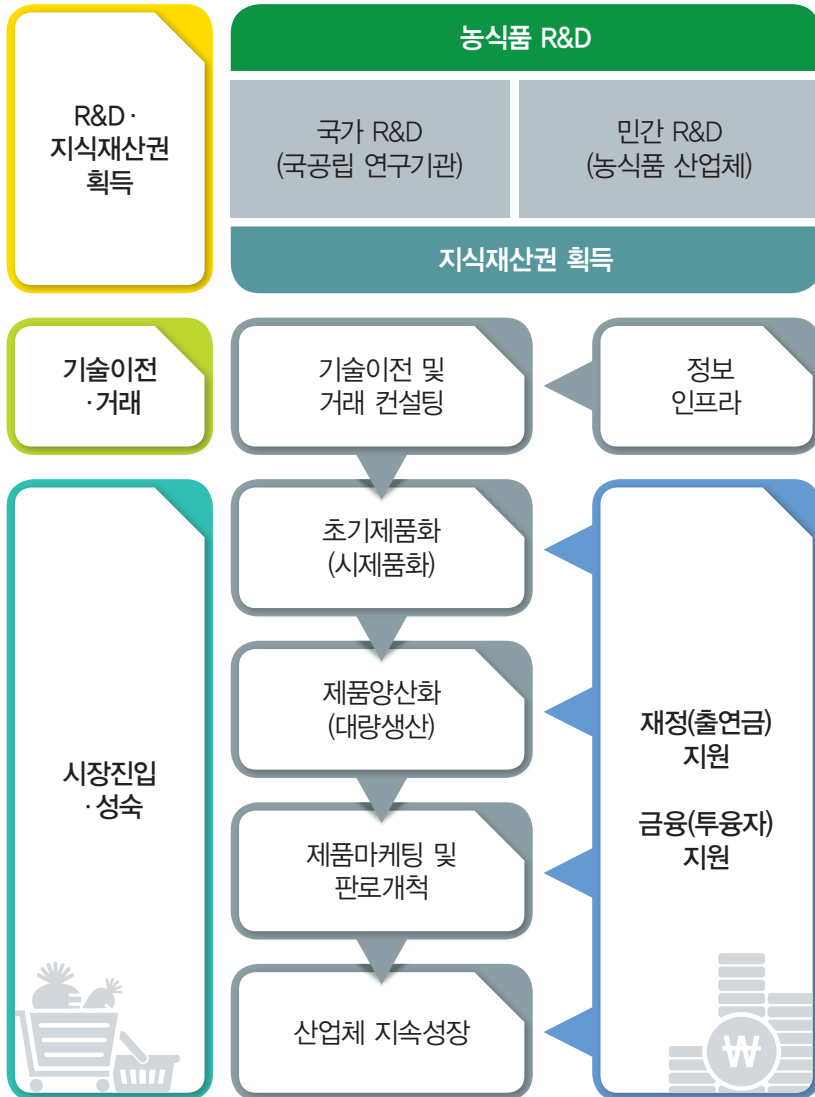 R&D ·
지식재산권
획득
농식품 R&D
국가 R&D
(국공립 연구기관)
민간 R&D
(농식품 산업체)
지식재산권 획득
기술이전
· 거래
기술이전 및
거래 컨설팅
정보
인프라
시장진입
· 성숙
초기제품화
(시제품화)
제품양산화
(대량생산)
제품마케팅 및
판로개척
산업체 지속성장
재정(출연금)
지원
금융(투융자)
지원
₩